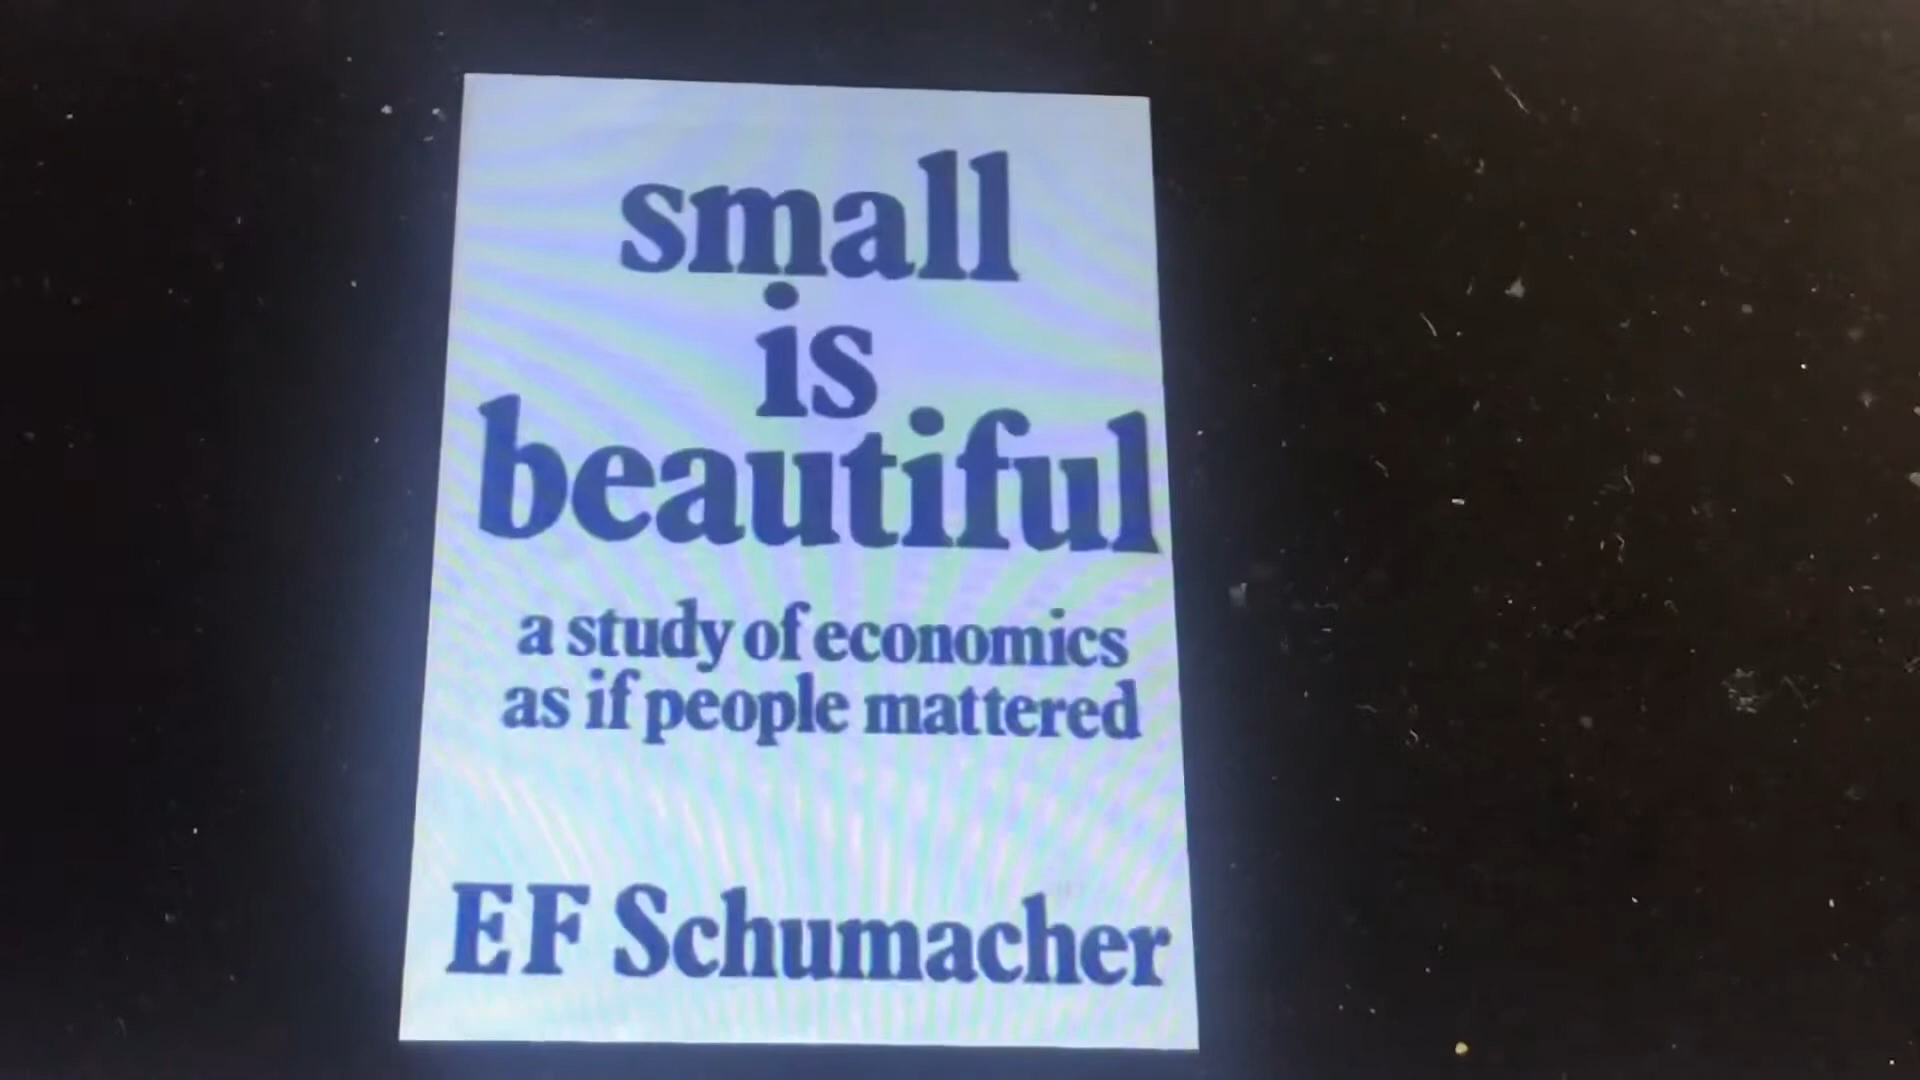 small
is
beautiful
a study of economics
as if people mattered
EF Schumacher